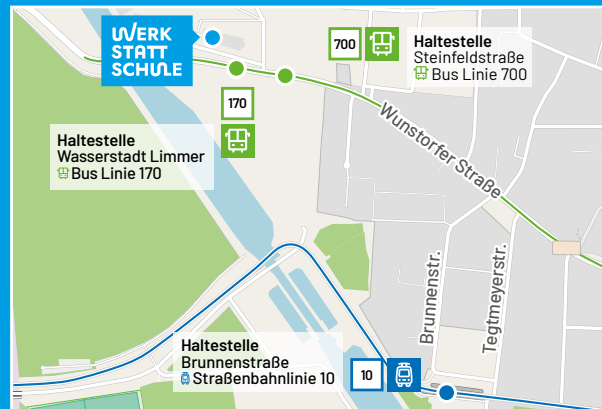 WERK
STATT
SCHULE
700
Haltestelle
Steinfeldstraße
Bus Linie 700
170
Haltestelle
Wasserstadt Limmer
Bus Linie 170
Wunstorfer Straße
Brunnenstr.
Tegtmeyerstr.
Haltestelle
Brunnenstraße
Straßenbahnlinie 10
10